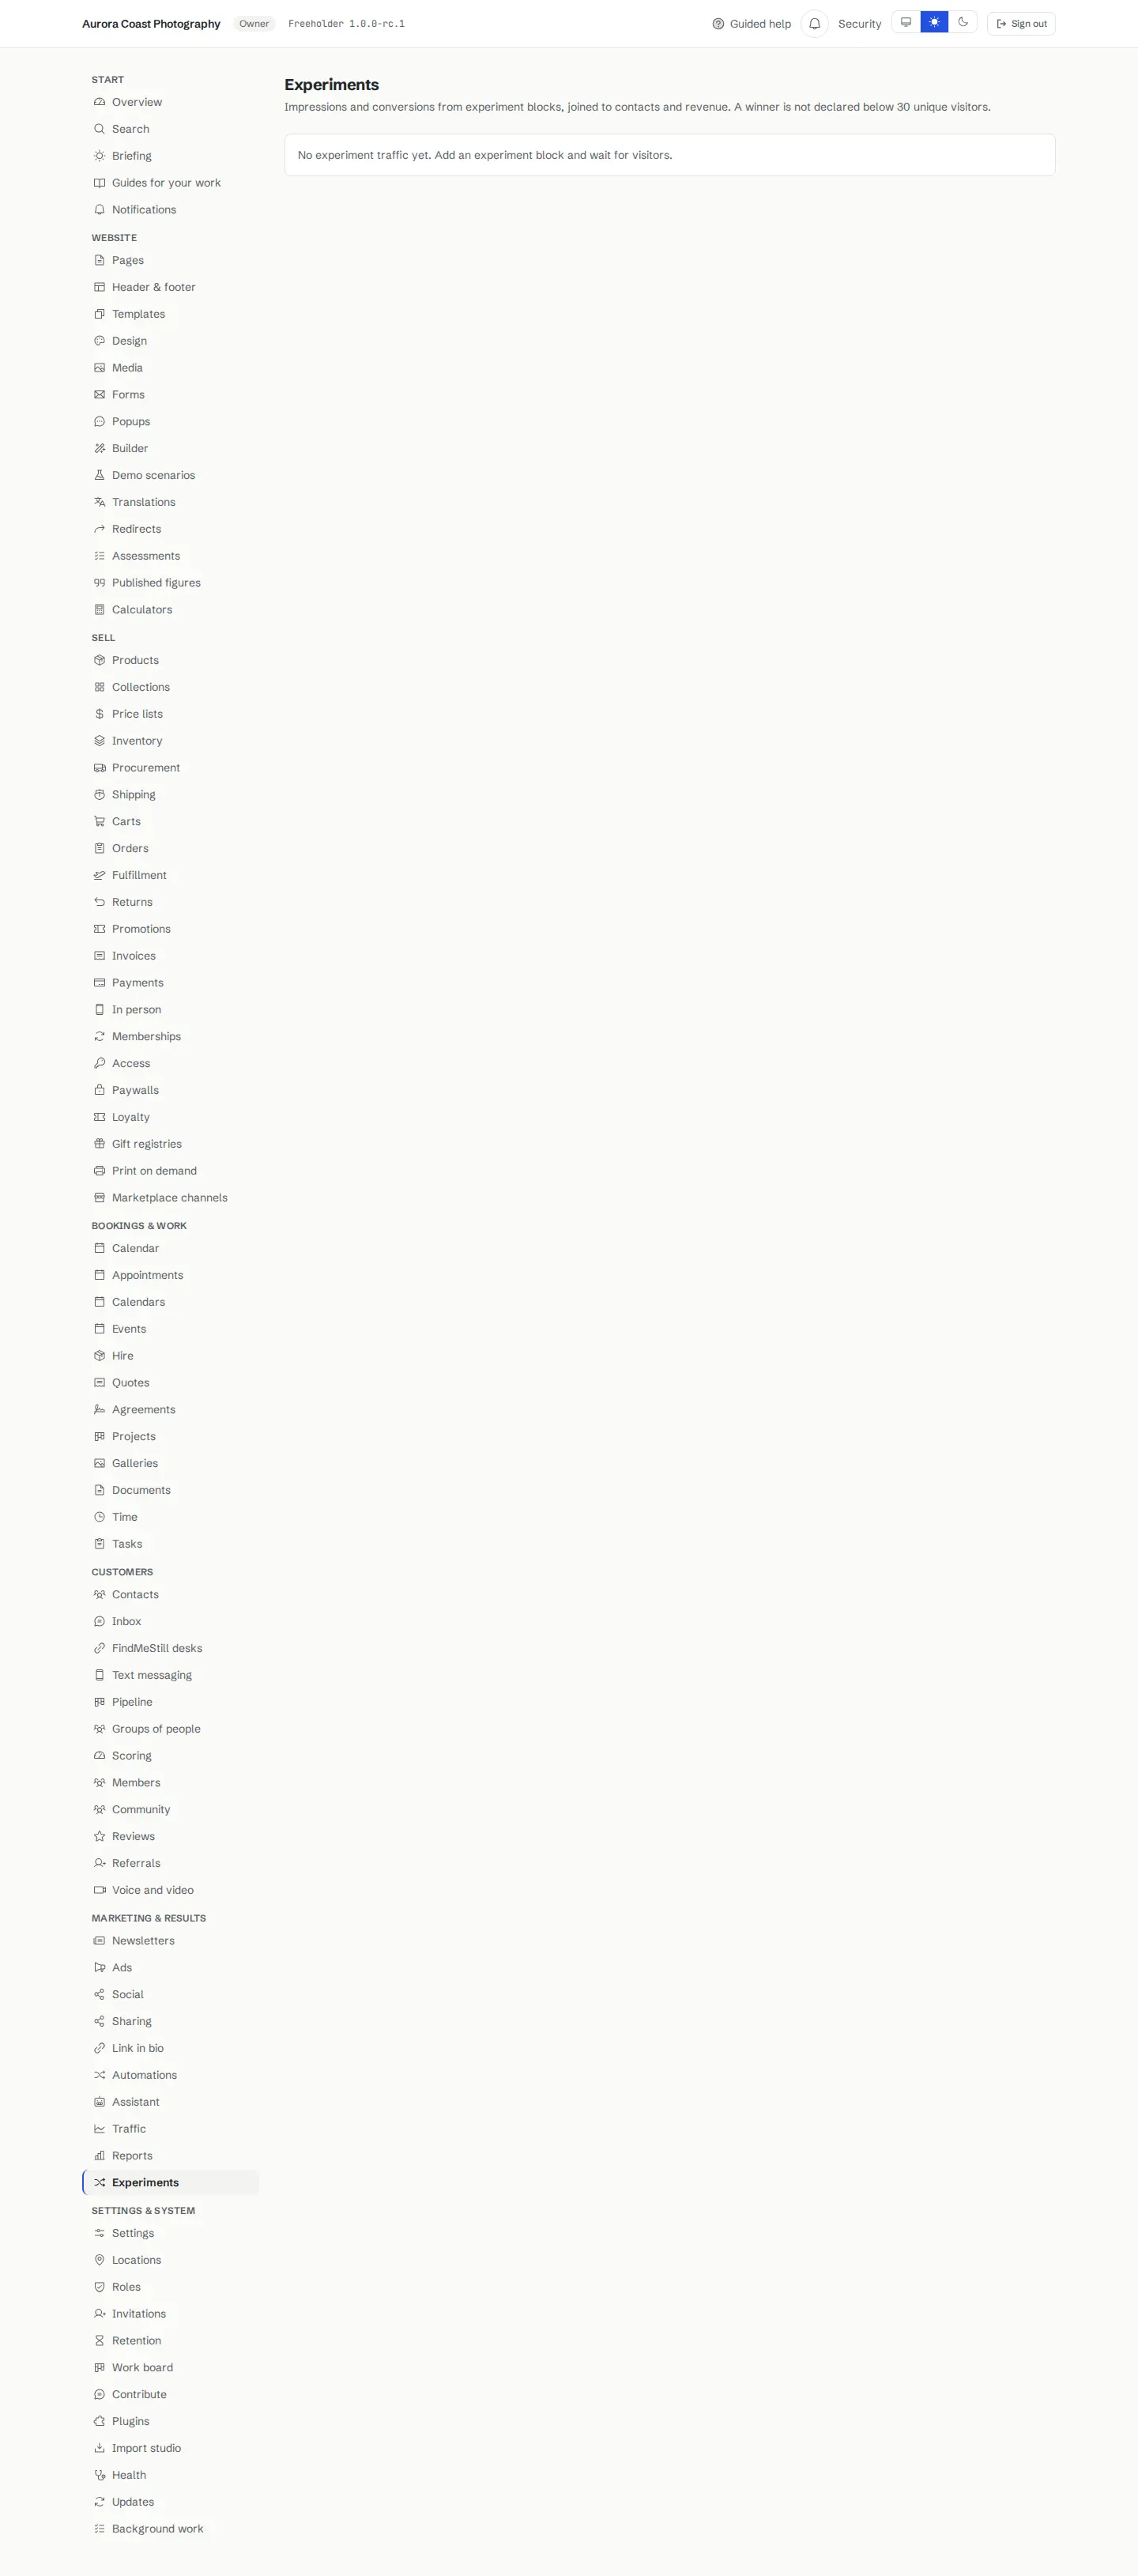 Aurora Coast Photography Owner Freeholder 1.0.0-rc.1 Guided help Security Sign out
START
Overview
Search
Briefing
Guides for your work
Notifications
WEBSITE
Pages
Header & footer
Templates
Design
Media
Forms
Popups
Builder
Demo scenarios
Translations
Redirects
Assessments
Published figures
Calculators
SELL
Products
Collections
Price lists
Inventory
Procurement
Shipping
Carts
Orders
Fulfillment
Returns
Promotions
Invoices
Payments
In person
Memberships
Access
Paywalls
Loyalty
Gift registries
Print on demand
Marketplace channels
BOOKINGS & WORK
Calendar
Appointments
Calendars
Events
Hire
Quotes
Agreements
Projects
Galleries
Documents
Time
Tasks
CUSTOMERS
Contacts
Inbox
FindMeStill desks
Text messaging
Pipeline
Groups of people
Scoring
Members
Community
Reviews
Referrals
Voice and video
MARKETING & RESULTS
Newsletters
Ads
Social
Sharing
Link in bio
Automations
Assistant
Traffic
Reports
Experiments
SETTINGS & SYSTEM
Settings
Locations
Roles
Invitations
Retention
Work board
Contribute
Plugins
Import studio
Health
Updates
Background work
Experiments
Impressions and conversions from experiment blocks, joined to contacts and revenue. A winner is not declared below 30 unique visitors.
No experiment traffic yet. Add an experiment block and wait for visitors.